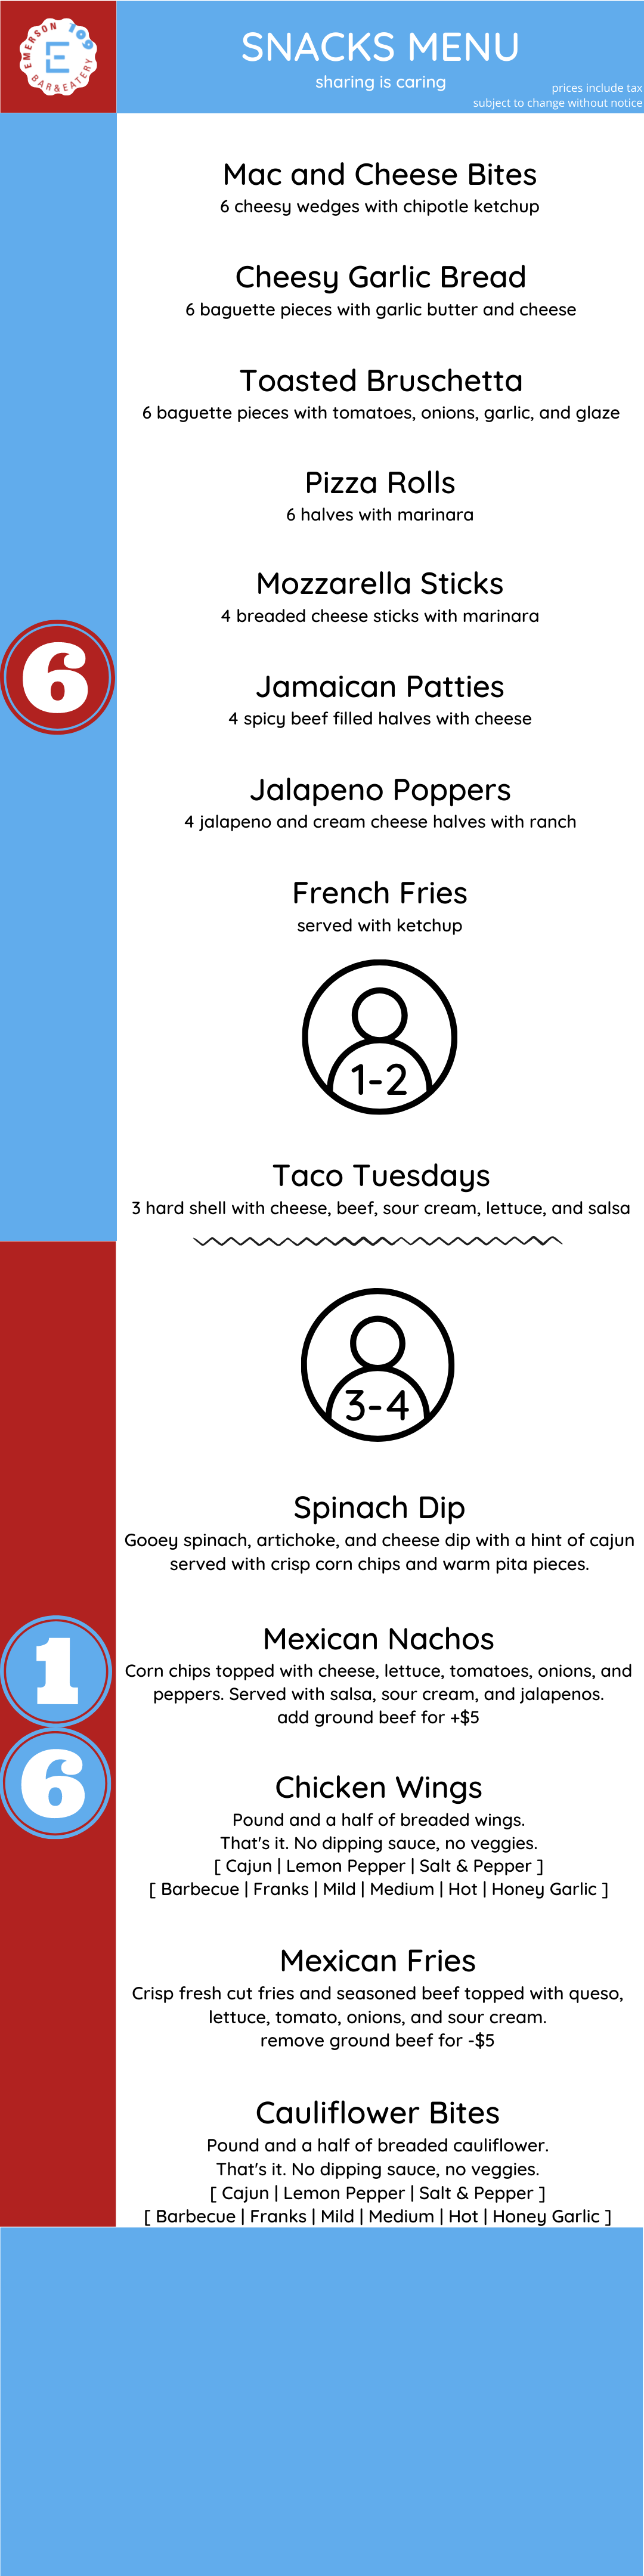 EMERSON 109
E
BAR & EATERY
SNACKS MENU
sharing is caring
prices include tax
subject to change without notice
Mac and Cheese Bites
6 cheesy wedges with chipotle ketchup
Cheesy Garlic Bread
6 baguette pieces with garlic butter and cheese
Toasted Bruschetta
6 baguette pieces with tomatoes, onions, garlic, and glaze
Pizza Rolls
6 halves with marinara
Mozzarella Sticks
4 breaded cheese sticks with marinara
6
Jamaican Patties
4 spicy beef filled halves with cheese
Jalapeno Poppers
4 jalapeno and cream cheese halves with ranch
French Fries
served with ketchup
1-2
Taco Tuesdays
3 hard shell with cheese, beef, sour cream, lettuce, and salsa
3-4
Spinach Dip
Gooey spinach, artichoke, and cheese dip with a hint of cajun
served with crisp corn chips and warm pita pieces.
Mexican Nachos
Corn chips topped with cheese, lettuce, tomatoes, onions, and
peppers. Served with salsa, sour cream, and jalapenos.
add ground beef for +$5
1
6
Chicken Wings
Pound and a half of breaded wings.
That's it. No dipping sauce, no veggies.
[ Cajun | Lemon Pepper | Salt & Pepper ]
[ Barbecue | Franks | Mild | Medium | Hot | Honey Garlic ]
Mexican Fries
Crisp fresh cut fries and seasoned beef topped with queso,
lettuce, tomato, onions, and sour cream.
remove ground beef for -$5
Cauliflower Bites
Pound and a half of breaded cauliflower.
That's it. No dipping sauce, no veggies.
[ Cajun | Lemon Pepper | Salt & Pepper ]
[ Barbecue | Franks | Mild | Medium | Hot | Honey Garlic ]